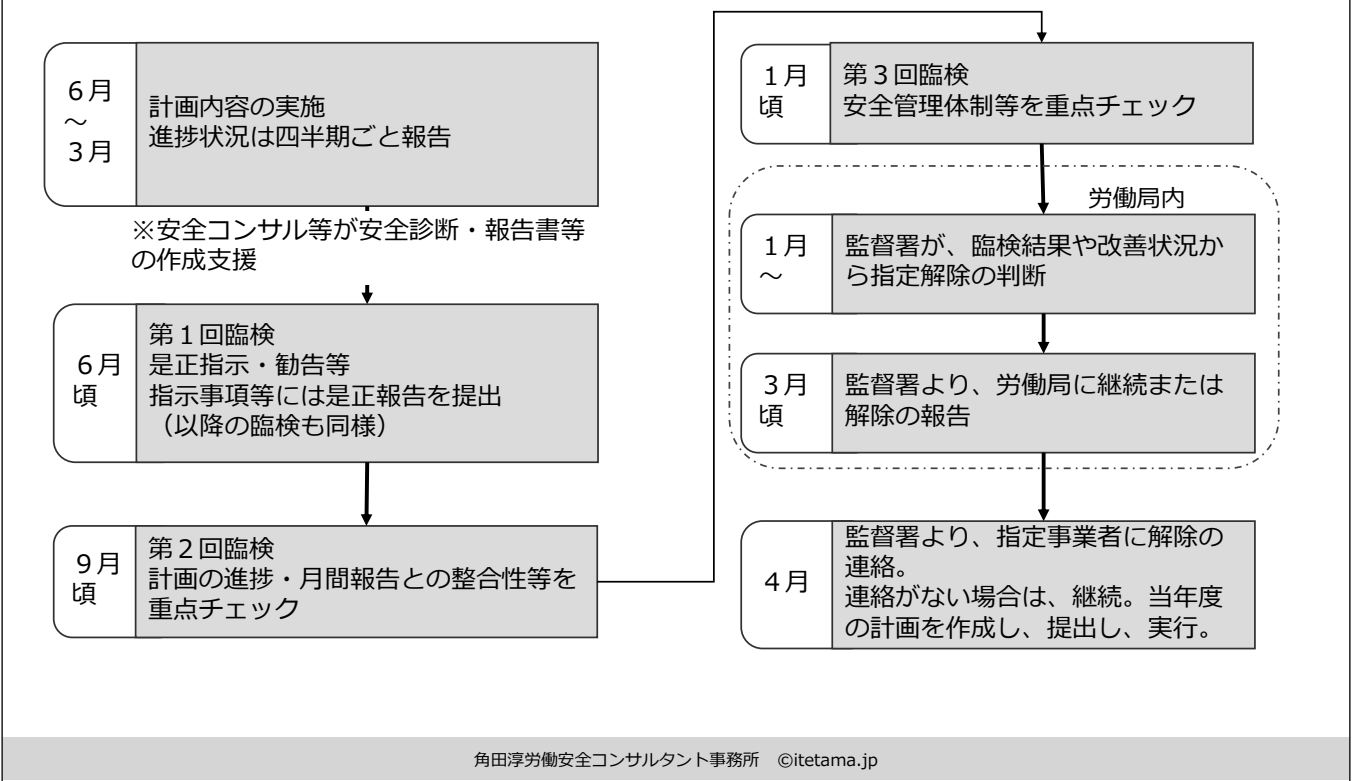 6月
～
3月
計画内容の実施
進捗状況は四半期ごと報告
※安全コンサル等が安全診断・報告書等
の作成支援
6月
頃
第１回臨検
是正指示・勧告等
指示事項等には是正報告を提出
（以降の臨検も同様）
9月
頃
第２回臨検
計画の進捗・月間報告との整合性等を
重点チェック
1月
頃
第３回臨検
安全管理体制等を重点チェック
労働局内
1月
～
監督署が、臨検結果や改善状況か
ら指定解除の判断
3月
頃
監督署より、労働局に継続または
解除の報告
4月
監督署より、指定事業者に解除の
連絡。
連絡がない場合は、継続。当年度
の計画を作成し、提出し、実行。
角田淳労働安全コンサルタント事務所　©itetama.jp